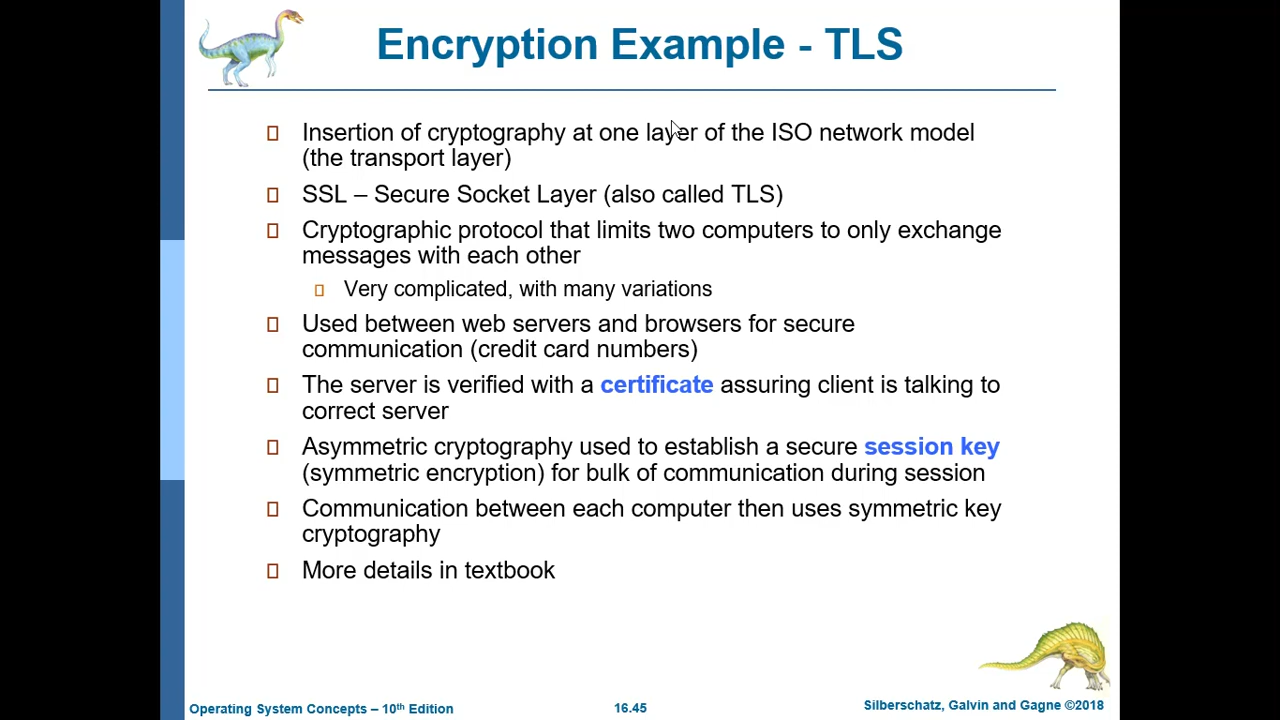 Encryption Example - TLS
Insertion of cryptography at one layer of the ISO network model
(the transport layer)
SSL – Secure Socket Layer (also called TLS)
Cryptographic protocol that limits two computers to only exchange
messages with each other
Very complicated, with many variations
Used between web servers and browsers for secure
communication (credit card numbers)
The server is verified with a certificate assuring client is talking to
correct server
Asymmetric cryptography used to establish a secure session key
(symmetric encryption) for bulk of communication during session
Communication between each computer then uses symmetric key
cryptography
More details in textbook
Operating System Concepts – 10th Edition
16.45
Silberschatz, Galvin and Gagne ©2018